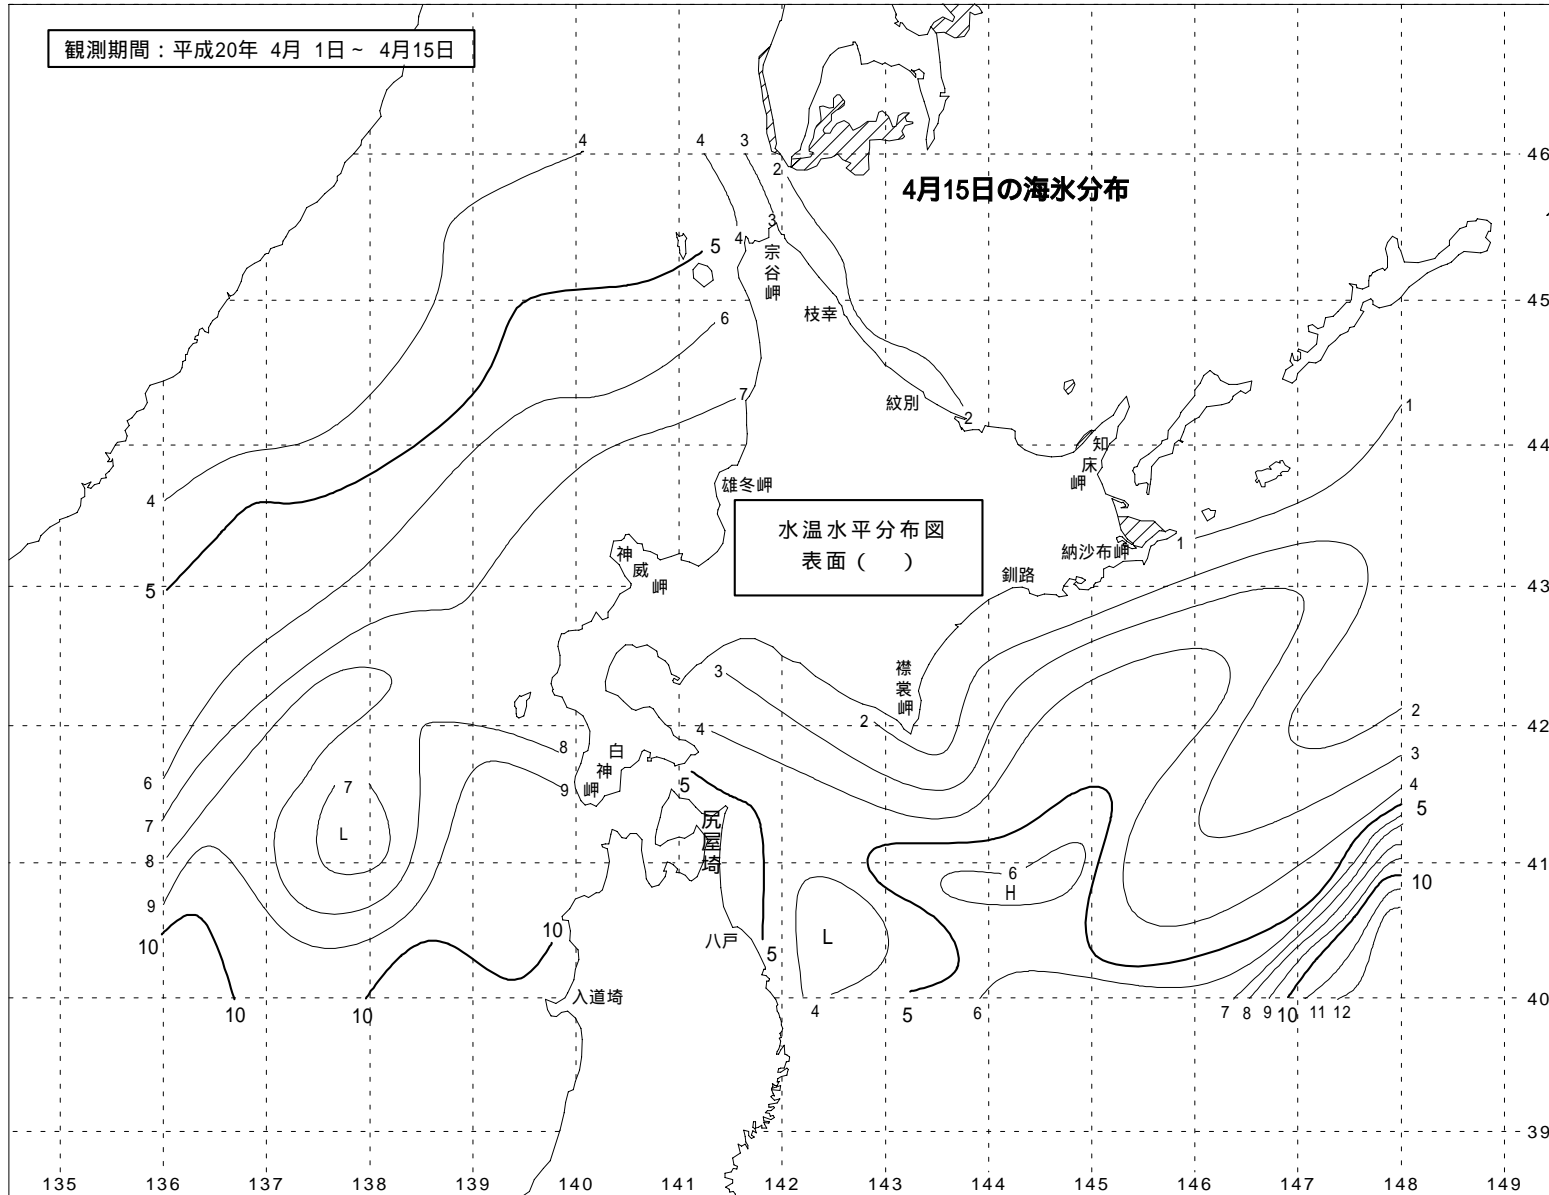 観測期間：平成20年 4月 1日～ 4月15日
4 4 3
46
2
4月15日の海氷分布
3
4 5
宗谷岬
45
6 枝幸
7 紋別 2 1
44
知床岬
4 雄冬岬
水温水平分布図
表面（　）
納沙布岬 1
神威岬
釧路
5 43
3 襟裳岬
2 2
4 42
8 白神岬
3
6 7 9 5 4
5
7 L 尻屋埼
8 41
6
H
10
9
10 10 八戸 L
5
入道埼
40
10 10 4 5 6 7 8 9 10 11 12
39
135 136 137 138 139 140 141 142 143 144 145 146 147 148 149